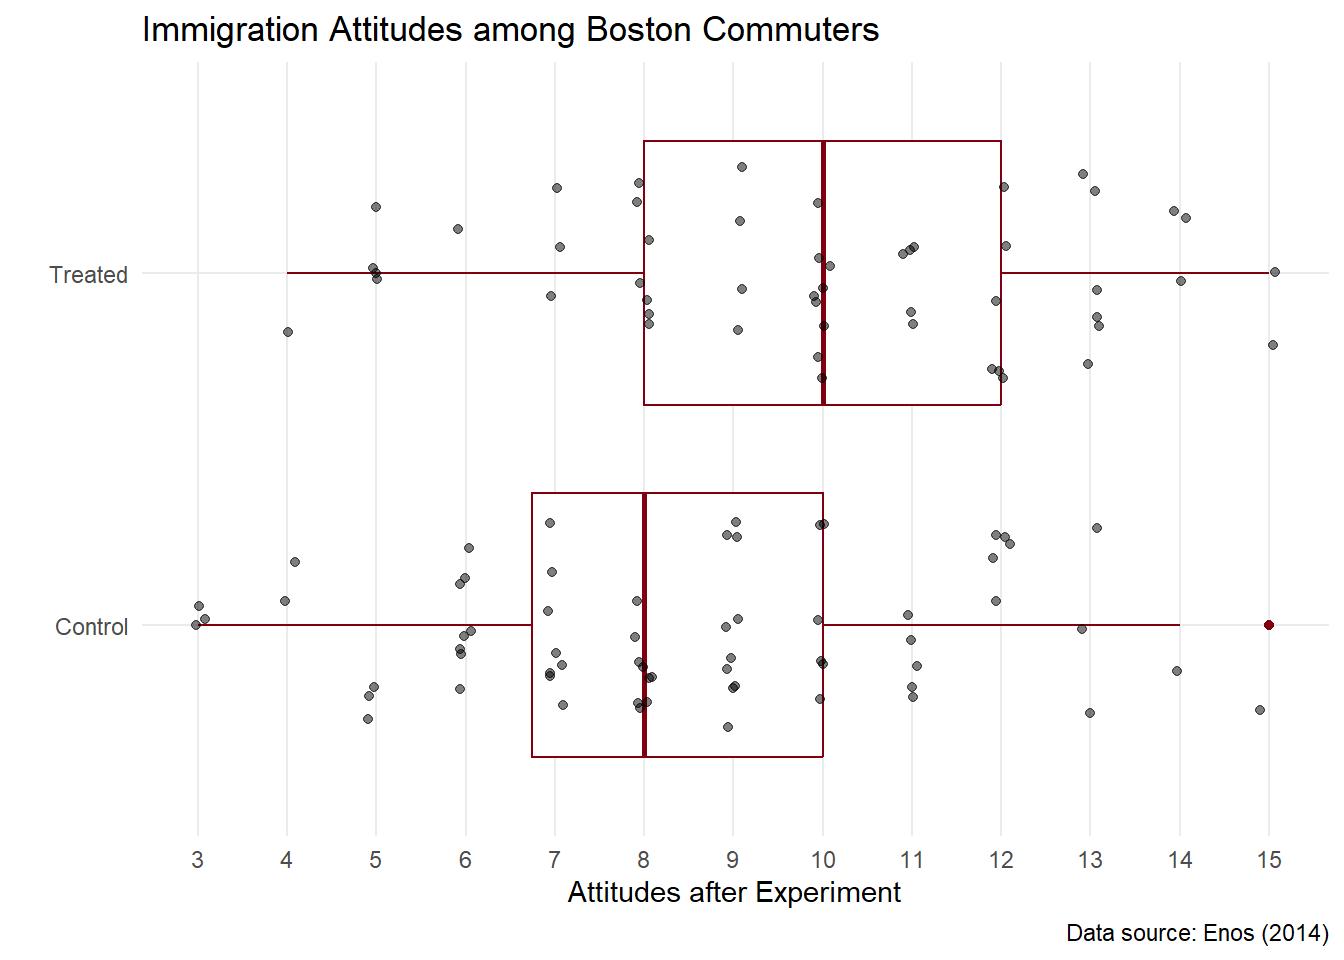 Immigration Attitudes among Boston Commuters
Treated
Control
3 4 5 6 7 8 9 10 11 12 13 14 15
Attitudes after Experiment
Data source: Enos (2014)